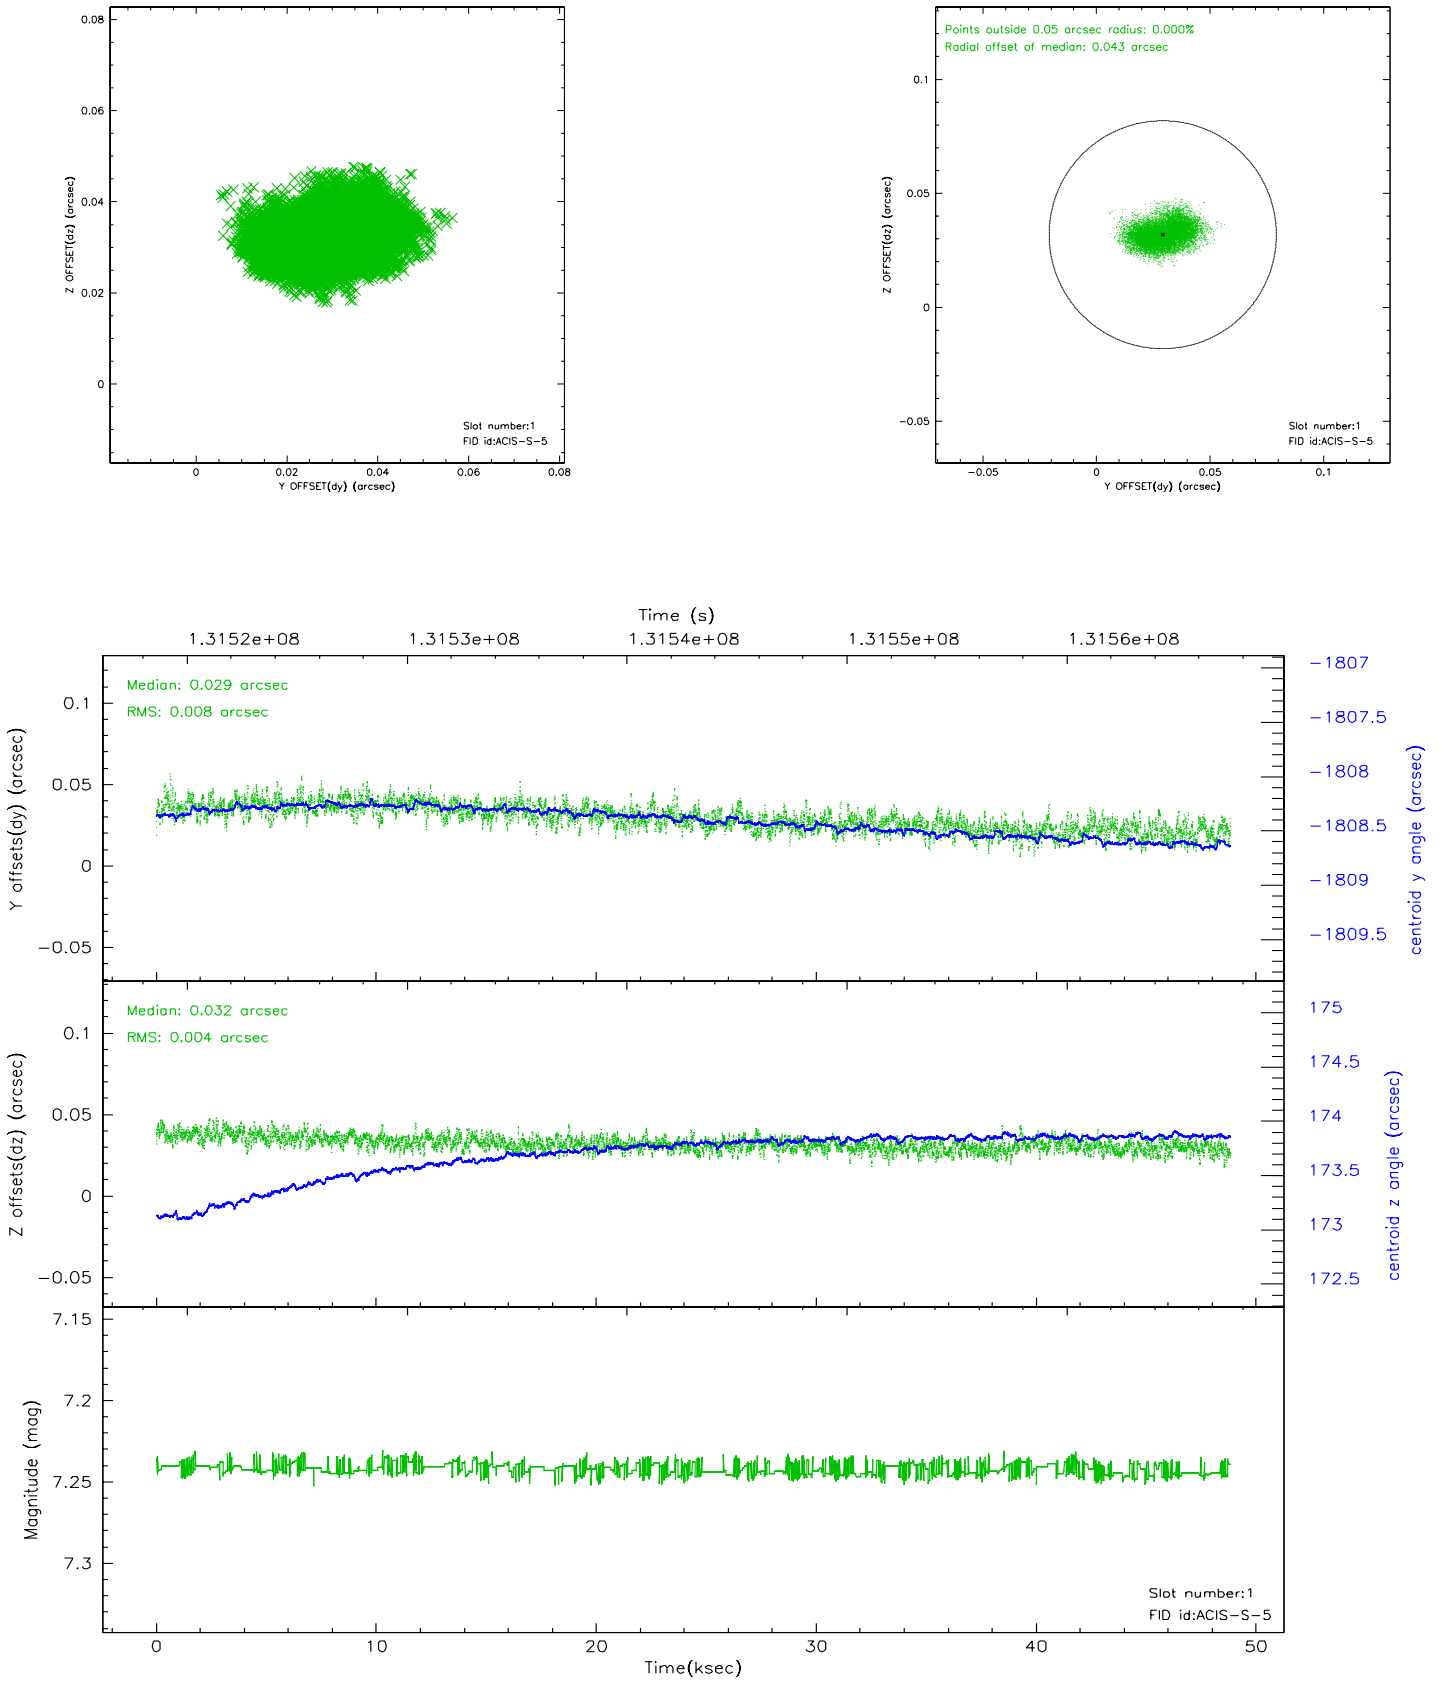 0.08
0.06
0.04
0.02
0
Z OFFSET(dz) (arcsec)
Slot number:1
FID id:ACIS-S-5
0 0.02 0.04 0.06 0.08
Y OFFSET(dy) (arcsec)
Points outside 0.05 arcsec radius: 0.000%
Radial offset of median: 0.043 arcsec
0.1
0.05
0
-0.05
Z OFFSET(dz) (arcsec)
Slot number:1
FID id:ACIS-S-5
-0.05 0 0.05 0.1
Y OFFSET(dy) (arcsec)
Time (s)
1.3152e+08 1.3153e+08 1.3154e+08 1.3155e+08 1.3156e+08
Median: 0.029 arcsec
RMS: 0.008 arcsec
0.1
0.05
0
-0.05
Y offsets(dy) (arcsec)
-1807
-1807.5
-1808
-1808.5
-1809
-1809.5
centroid y angle (arcsec)
Median: 0.032 arcsec
RMS: 0.004 arcsec
0.1
0.05
0
-0.05
Z offsets(dz) (arcsec)
175
174.5
174
173.5
173
172.5
centroid z angle (arcsec)
7.15
7.2
7.25
7.3
Magnitude (mag)
Slot number:1
FID id:ACIS-S-5
0 10 20 30 40 50
Time(ksec)